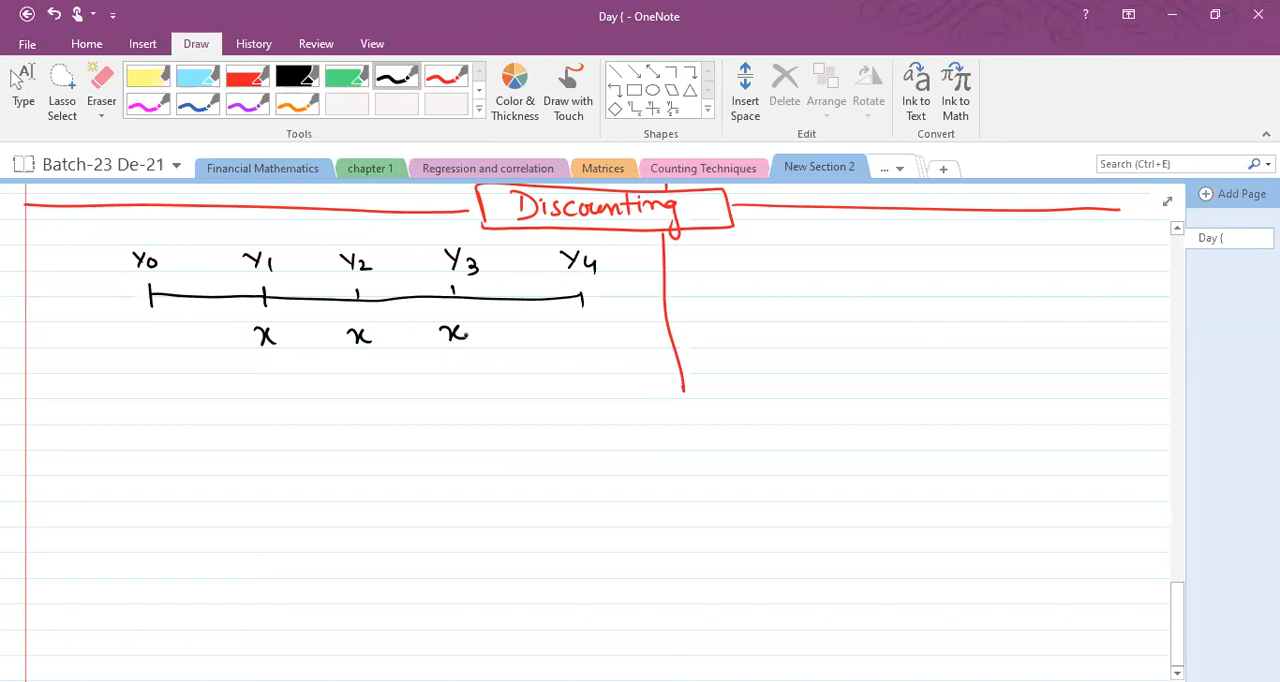 Day { - OneNote
?
File Home Insert Draw History Review View
Type Lasso Select Eraser Color & Thickness Draw with Touch Insert Space Delete Arrange Rotate Ink to Text Ink to Math
Tools Shapes Edit Convert
Batch-23 De-21 Financial Mathematics chapter 1 Regression and correlation Matrices Counting Techniques New Section 2 ... Search (Ctrl+E)
Add Page
Day {
Discounting
Y0 Y1 Y2 Y3 Y4
x x x